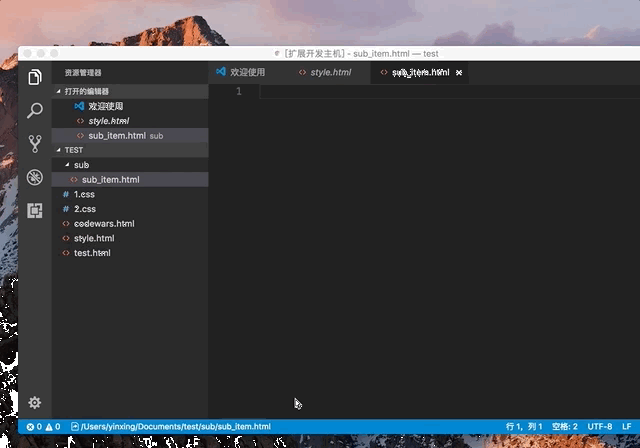 [扩展开发主机] - sub_item.html — test
资源管理器
欢迎使用
style.html
sub_item.html
打开的编辑器
欢迎使用
style.html
sub_item.html sub
TEST
sub
sub_item.html
1.css
2.css
codewars.html
style.html
test.html
1
0 0 /Users/yinxing/Documents/test/sub/sub_item.html
行 1，列 1 空格: 2 UTF-8 LF